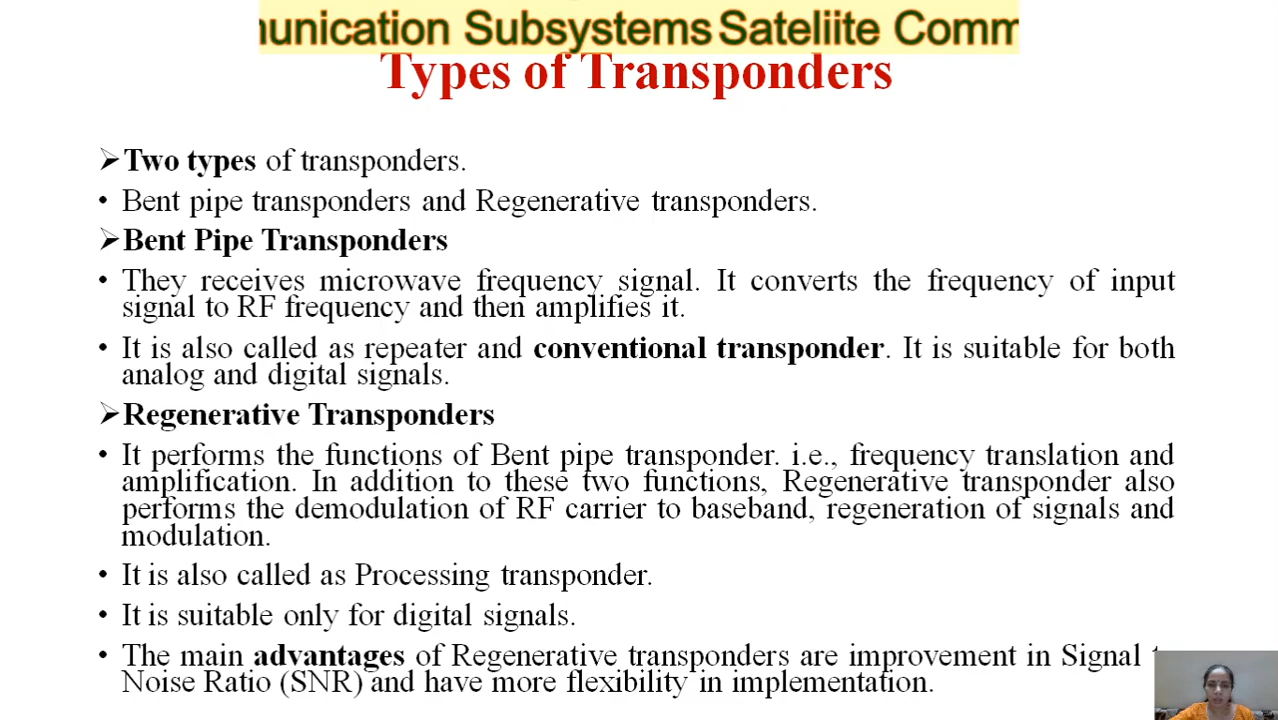 munication Subsystems Sateliite Comm
Types of Transponders
➢Two types of transponders.
• Bent pipe transponders and Regenerative transponders.
➢Bent Pipe Transponders
• They receives microwave frequency signal. It converts the frequency of input
signal to RF frequency and then amplifies it.
• It is also called as repeater and conventional transponder. It is suitable for both
analog and digital signals.
➢Regenerative Transponders
• It performs the functions of Bent pipe transponder. i.e., frequency translation and
amplification. In addition to these two functions, Regenerative transponder also
performs the demodulation of RF carrier to baseband, regeneration of signals and
modulation.
• It is also called as Processing transponder.
• It is suitable only for digital signals.
• The main advantages of Regenerative transponders are improvement in Signal
Noise Ratio (SNR) and have more flexibility in implementation.